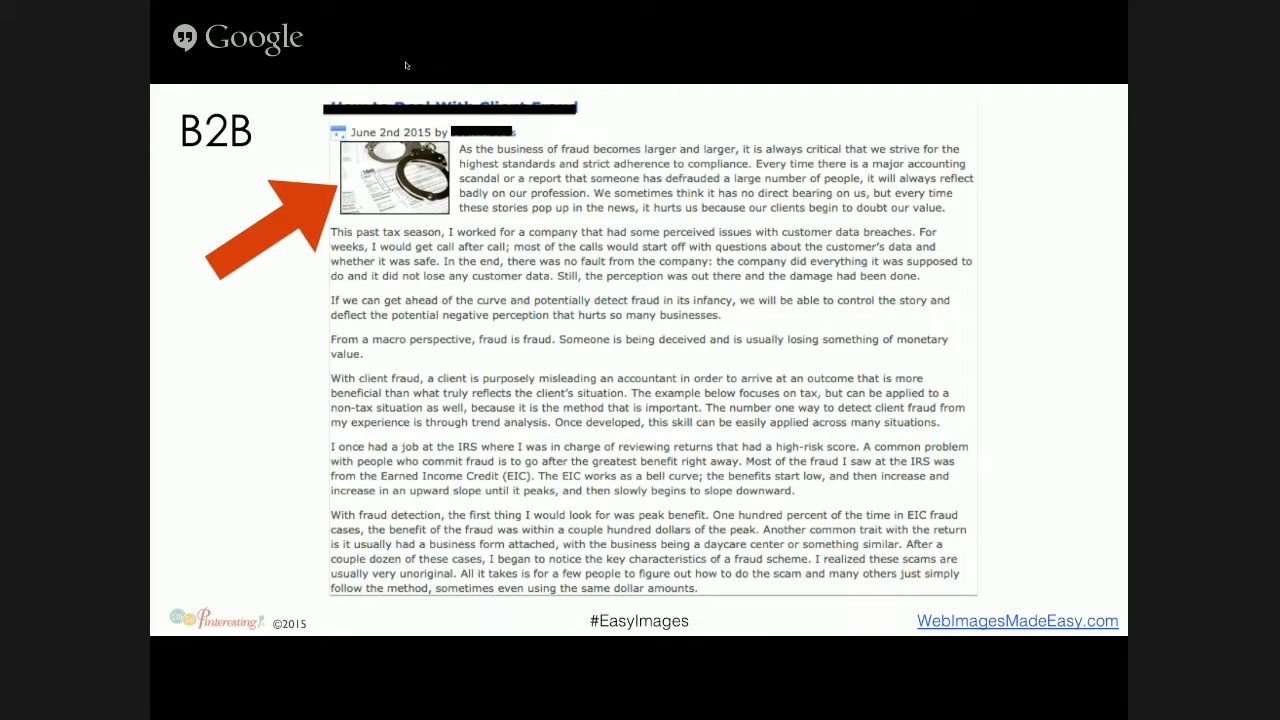 Google
B2B
How to Deal With Client Fraud
June 2nd 2015 by
As the business of fraud becomes larger and larger, it is always critical that we strive for the
highest standards and strict adherence to compliance. Every time there is a major accounting
scandal or a report that someone has defrauded a large number of people, it will always reflect
badly on our profession. We sometimes think it has no direct bearing on us, but every time
these stories pop up in the news, it hurts us because our clients begin to doubt our value.
This past tax season, I worked for a company that had some perceived issues with customer data breaches. For
weeks, I would get call after call; most of the calls would start off with questions about the customer's data and
whether it was safe. In the end, there was no fault from the company: the company did everything it was supposed to
do and it did not lose any customer data. Still, the perception was out there and the damage had been done.
If we can get ahead of the curve and potentially detect fraud in its infancy, we will be able to control the story and
deflect the potential negative perception that hurts so many businesses.
From a macro perspective, fraud is fraud. Someone is being deceived and is usually losing something of monetary
value.
With client fraud, a client is purposely misleading an accountant in order to arrive at an outcome that is more
beneficial than what truly reflects the client's situation. The example below focuses on tax, but can be applied to a
non-tax situation as well, because it is the method that is important. The number one way to detect client fraud from
my experience is through trend analysis. Once developed, this skill can be easily applied across many situations.
I once had a job at the IRS where I was in charge of reviewing returns that had a high-risk score. A common problem
with people who commit fraud is to go after the greatest benefit right away. Most of the fraud I saw at the IRS was
from the Earned Income Credit (EIC). The EIC works as a bell curve; the benefits start low, and then increase and
increase in an upward slope until it peaks, and then slowly begins to slope downward.
With fraud detection, the first thing I would look for was peak benefit. One hundred percent of the time in EIC fraud
cases, the benefit of the fraud was within a couple hundred dollars of the peak. Another common trait with the return
is it usually had a business form attached, with the business being a daycare center or something similar. After a
couple dozen of these cases, I began to notice the key characteristics of a fraud scheme. I realized these scams are
usually very unoriginal. All it takes is for a few people to figure out how to do the scam and many others just simply
follow the method, sometimes even using the same dollar amounts.
Oh So Pinteresting! ©2015
#EasyImages
WebImagesMadeEasy.com